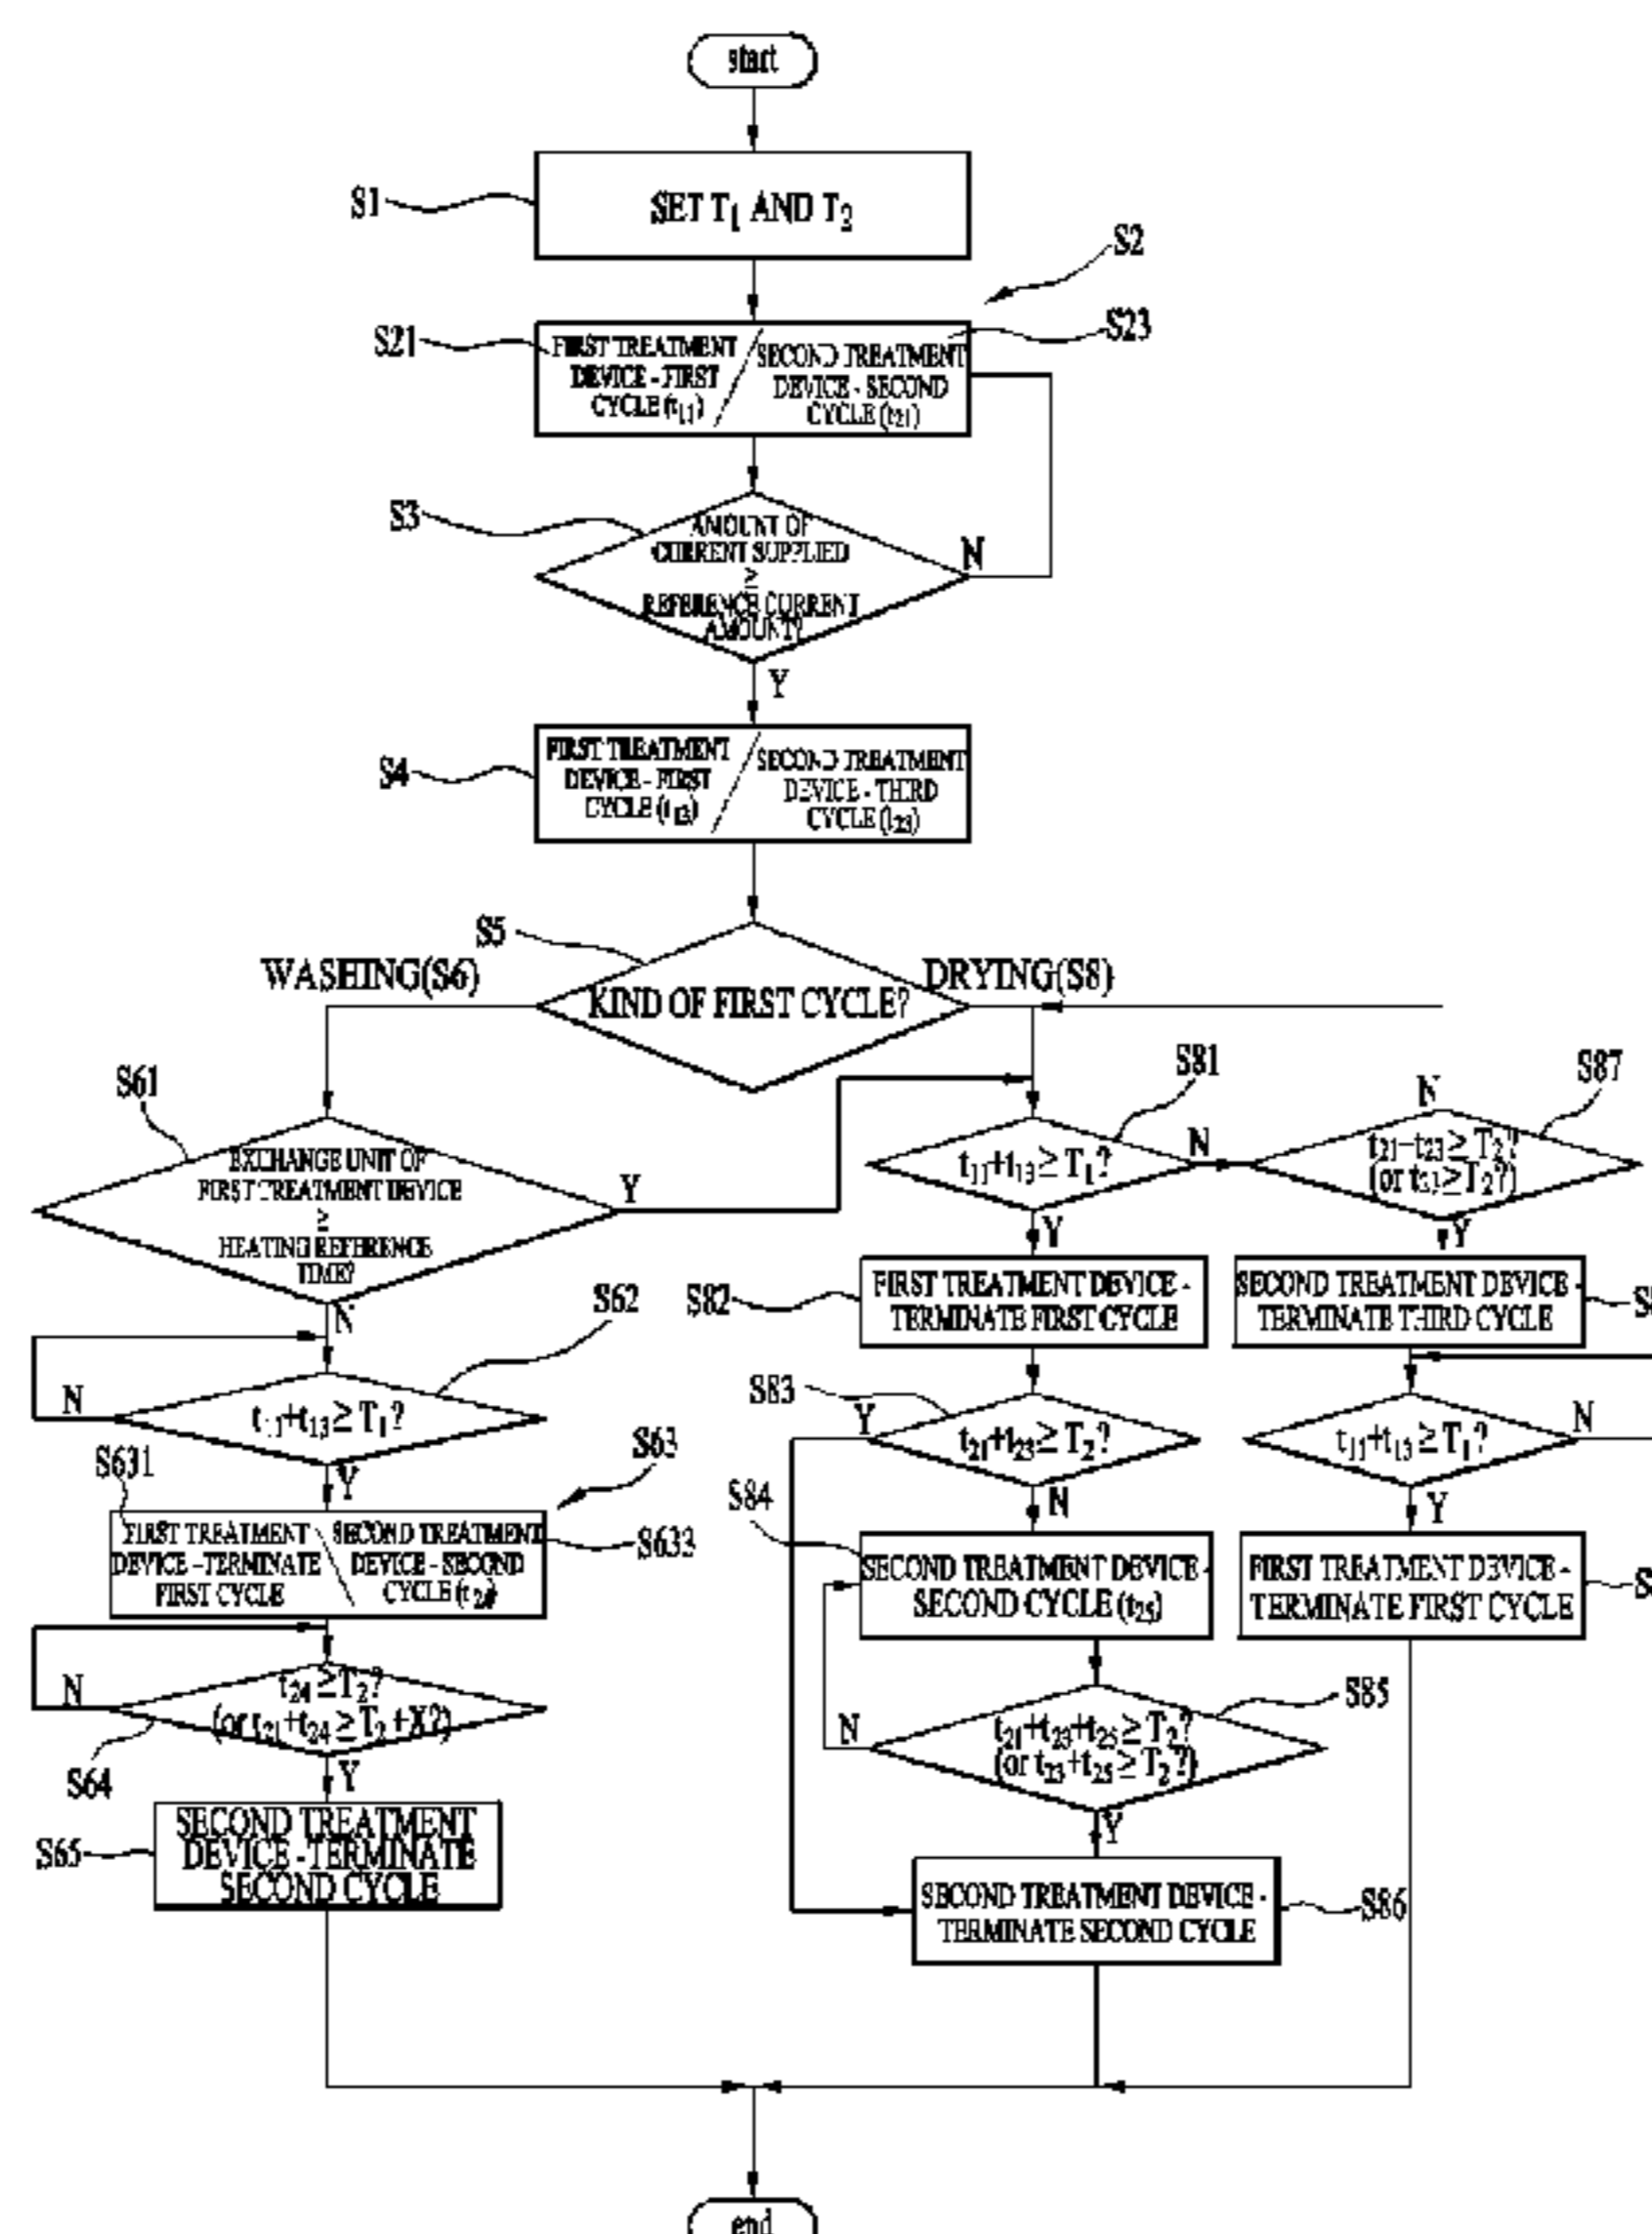 start
S1
SET T1 AND T2
S2
S21
S23
FIRST TREATMENT
DEVICE - FIRST
CYCLE (t11)
SECOND TREATMENT
DEVICE - SECOND
CYCLE (t21)
S3
AMOUNT OF
CURRENT SUPPLIED
≥
REFERENCE CURRENT
AMOUNT?
N
Y
S4
FIRST TREATMENT
DEVICE - FIRST
CYCLE
SECOND TREATMENT
DEVICE - THIRD
CYCLE (t23)
S5
WASHING(S6)
KIND OF FIRST CYCLE?
DRYING(S8)
S61
EXCHANGE UNIT OF
FIRST TREATMENT DEVICE
≥
HEATING REFERENCE
TIME?
Y
N
S81
t11+t13≥T1?
N
Y
S87
N
t21+t23≥T2?
(or t23≥T2?)
Y
S62
t11+t13≥T1?
N
Y
S82
FIRST TREATMENT DEVICE -
TERMINATE FIRST CYCLE
SECOND TREATMENT DEVICE -
TERMINATE THIRD CYCLE
S83
Y
t21+t23≥T2?
N
t11+t13≥T1?
N
Y
S63
S631
FIRST TREATMENT
DEVICE - TERMINATE
FIRST CYCLE
SECOND TREATMENT
DEVICE - SECOND
CYCLE (t24)
S633
S84
SECOND TREATMENT DEVICE -
SECOND CYCLE (t25)
FIRST TREATMENT DEVICE -
TERMINATE FIRST CYCLE
N
t24≥T2?
(or t21+t24≥T2+X?)
S64
Y
S85
N
t21+t23+t25≥T2?
(or t23+t25≥T2?)
Y
S65
SECOND TREATMENT
DEVICE - TERMINATE
SECOND CYCLE
SECOND TREATMENT DEVICE -
TERMINATE SECOND CYCLE
S86
end